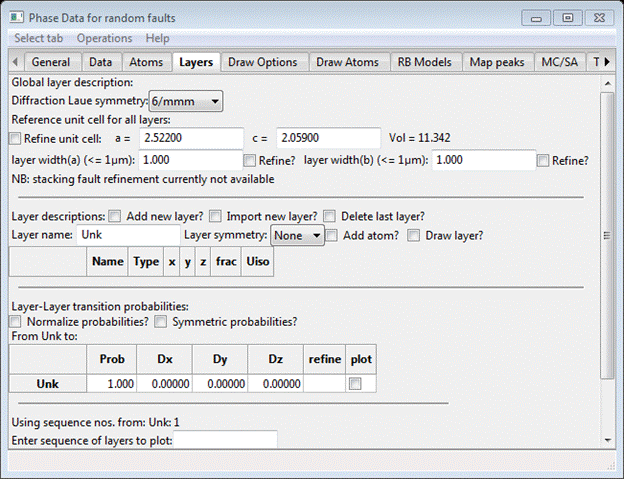 Phase Data for random faults
Select tab Operations Help
General Data Atoms Layers Draw Options Draw Atoms RB Models Map peaks MC/SA T
Global layer description:
Diffraction Laue symmetry: 6/mmm
Reference unit cell for all layers:
Refine unit cell: a = 2.52200 c = 2.05900 Vol = 11.342
layer width(a) (<= 1µm): 1.000 Refine? layer width(b) (<= 1µm): 1.000 Refine?
NB: stacking fault refinement currently not available
Layer descriptions: Add new layer? Import new layer? Delete last layer?
Layer name: Unk Layer symmetry: None Add atom? Draw layer?
Name Type x y z frac Uiso
Layer-Layer transition probabilities:
Normalize probabilities? Symmetric probabilities?
From Unk to:
Prob Dx Dy Dz refine plot
Unk 1.000 0.00000 0.00000 0.00000
Using sequence nos. from: Unk: 1
Enter sequence of layers to plot: